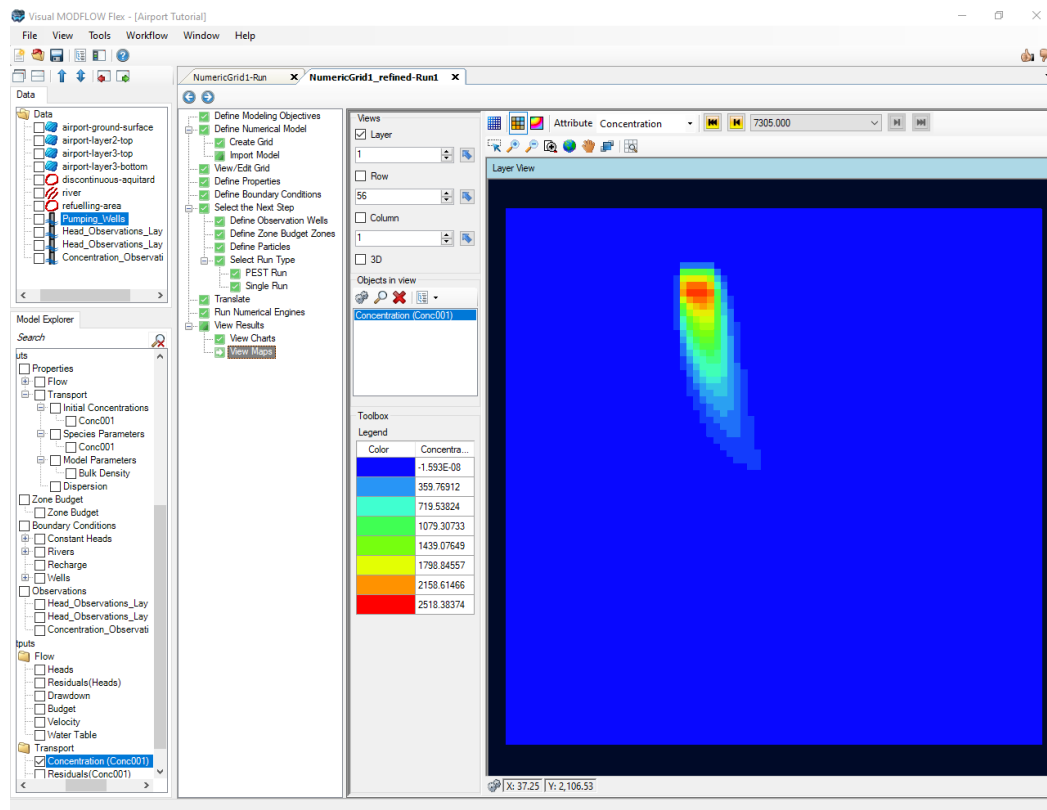 Visual MODFLOW Flex - [Airport Tutorial]
File View Tools Workflow Window Help
Data
NumericGrid1-Run
NumericGrid1_refined-Run1
Data
airport-ground-surface
airport-layer2-top
airport-layer3-top
airport-layer3-bottom
discontinuous-aquitard
river
refuelling-area
Pumping_Wells
Head_Observations_Lay
Head_Observations_Lay
Concentration_Observati
Model Explorer
Search
uts
Properties
Flow
Transport
Initial Concentrations
Conc001
Species Parameters
Conc001
Model Parameters
Bulk Density
Dispersion
Zone Budget
Zone Budget
Boundary Conditions
Constant Heads
Rivers
Recharge
Wells
Observations
Head_Observations_Lay
Head_Observations_Lay
Concentration_Observati
tputs
Flow
Heads
Residuals(Heads)
Drawdown
Budget
Velocity
Water Table
Transport
Concentration (Conc001)
Residuals(Conc001)
Define Modeling Objectives
Define Numerical Model
Create Grid
Import Model
View/Edit Grid
Define Properties
Define Boundary Conditions
Select the Next Step
Define Observation Wells
Define Zone Budget Zones
Define Particles
Select Run Type
PEST Run
Single Run
Translate
Run Numerical Engines
View Results
View Charts
View Maps
Views
Layer
1
Row
56
Column
1
3D
Objects in view
Concentration (Conc001)
Toolbox
Legend
Color Concentra...
-1.593E-08
359.76912
719.53824
1079.30733
1439.07649
1798.84557
2158.61466
2518.38374
Attribute Concentration 7305.000
Layer View
X: 37.25 Y: 2,106.53